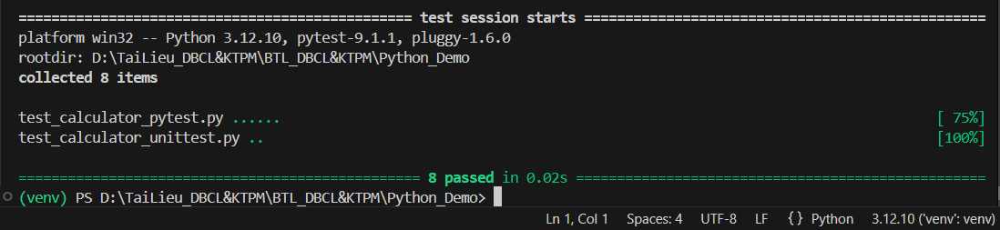 ================================================ test session starts =================================================
platform win32 -- Python 3.12.10, pytest-9.1.1, pluggy-1.6.0
rootdir: D:\TaiLieu_DBCL&KTPM\BTL_DBCL&KTPM\Python_Demo
collected 8 items
test_calculator_pytest.py ...... [ 75%]
test_calculator_unittest.py .. [100%]
================================================= 8 passed in 0.02s ==================================================
(venv) PS D:\TaiLieu_DBCL&KTPM\BTL_DBCL&KTPM\Python_Demo>
Ln 1, Col 1 Spaces: 4 UTF-8 LF {} Python 3.12.10 ('venv': venv)